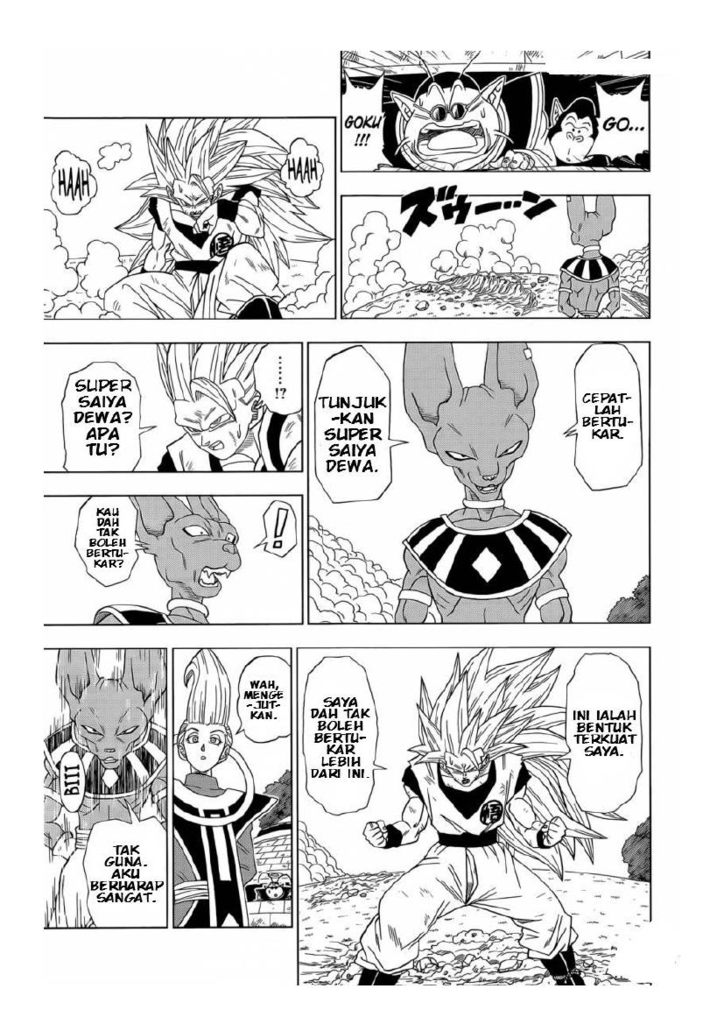 GO...
GOKU
!!!
ズゥー…ン
HAAH
HAAH
CEPAT-
LAH
BERTU-
KAR.
TUNJUK
-KAN
SUPER
SAIYA
DEWA.
......
!?
SUPER
SAIYA
DEWA?
APA
TU?
!
KAU
DAH
TAK
BOLEH
BERTU-
KAR?
INI IALAH
BENTUK
TERKUAT
SAYA.
SAYA
DAH TAK
BOLEH
BERTU-
KAR
LEBIH
DARI INI.
悟
WAH,
MENGE
-JUT-
KAN.
BIII
TAK
GUNA.
AKU
BERHARAP
SANGAT.